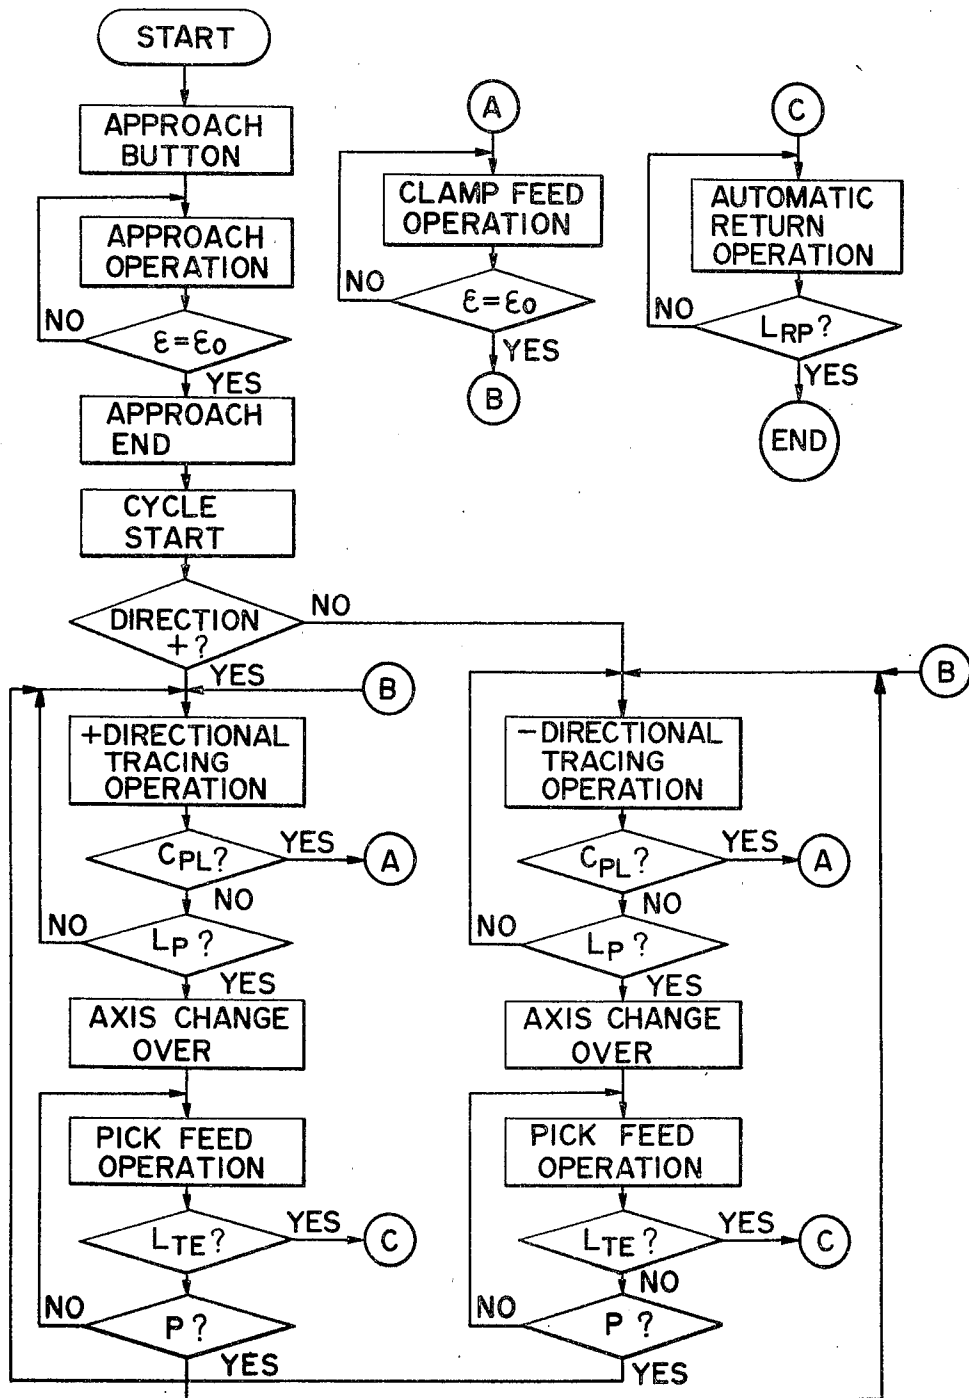 START
APPROACH
BUTTON
APPROACH
OPERATION
ε=εo
NO
YES
APPROACH
END
CYCLE
START
DIRECTION
+?
NO
YES
B
+DIRECTIONAL
TRACING
OPERATION
CPL?
YES
A
NO
LP?
NO
YES
AXIS CHANGE
OVER
PICK FEED
OPERATION
LTE?
YES
C
P?
NO
YES
A
CLAMP FEED
OPERATION
ε=εo
NO
YES
B
C
AUTOMATIC
RETURN
OPERATION
LRP?
NO
YES
END
B
-DIRECTIONAL
TRACING
OPERATION
CPL?
YES
A
NO
LP?
NO
YES
AXIS CHANGE
OVER
PICK FEED
OPERATION
LTE?
YES
C
NO
P?
NO
YES